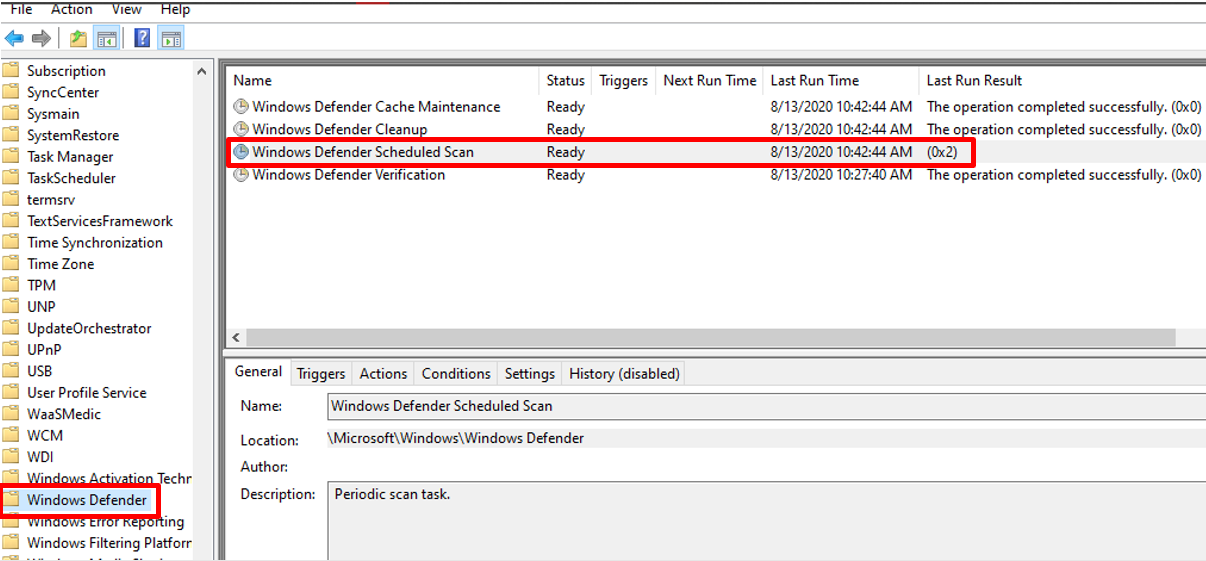 File Action View Help
Subscription
SyncCenter
Sysmain
SystemRestore
Task Manager
TaskScheduler
termsrv
TextServicesFramework
Time Synchronization
Time Zone
TPM
UNP
UpdateOrchestrator
UPnP
USB
User Profile Service
WaaSMedic
WCM
WDI
Windows Activation Techn
Windows Defender
Windows Error Reporting
Windows Filtering Platforr
Name Status Triggers Next Run Time Last Run Time Last Run Result
Windows Defender Cache Maintenance Ready 8/13/2020 10:42:44 AM The operation completed successfully. (0x0)
Windows Defender Cleanup Ready 8/13/2020 10:42:44 AM The operation completed successfully. (0x0)
Windows Defender Scheduled Scan Ready 8/13/2020 10:42:44 AM (0x2)
Windows Defender Verification Ready 8/13/2020 10:27:40 AM The operation completed successfully. (0x0)
General Triggers Actions Conditions Settings History (disabled)
Name: Windows Defender Scheduled Scan
Location: \Microsoft\Windows\Windows Defender
Author:
Description: Periodic scan task.